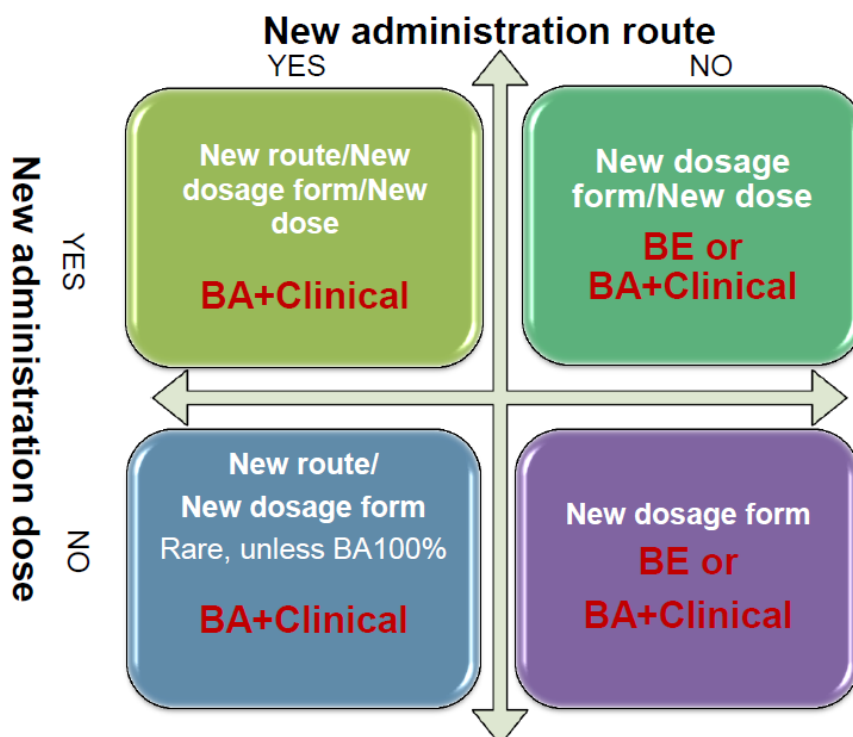 New administration route
YES
NO
New administration dose
YES
New route/New
dosage form/New
dose
BA+Clinical
New dosage
form/New dose
BE or
BA+Clinical
NO
New route/
New dosage form
Rare, unless BA100%
BA+Clinical
New dosage form
BE or
BA+Clinical